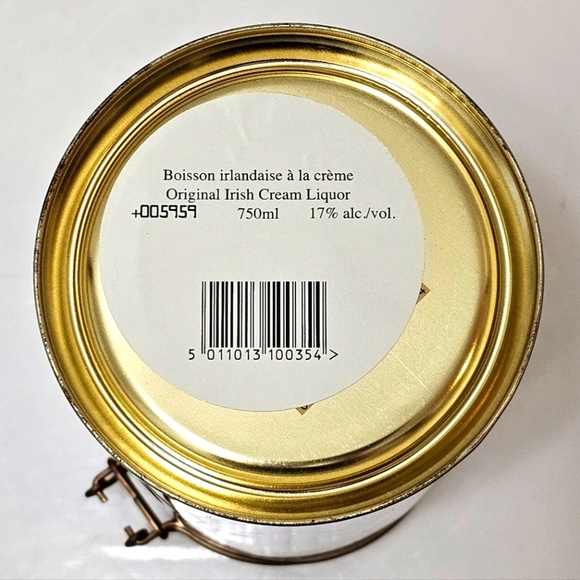 Boisson irlandaise à la crème
Original Irish Cream Liquor
+005959 750ml 17% alc./vol.
5 011013 100354 >